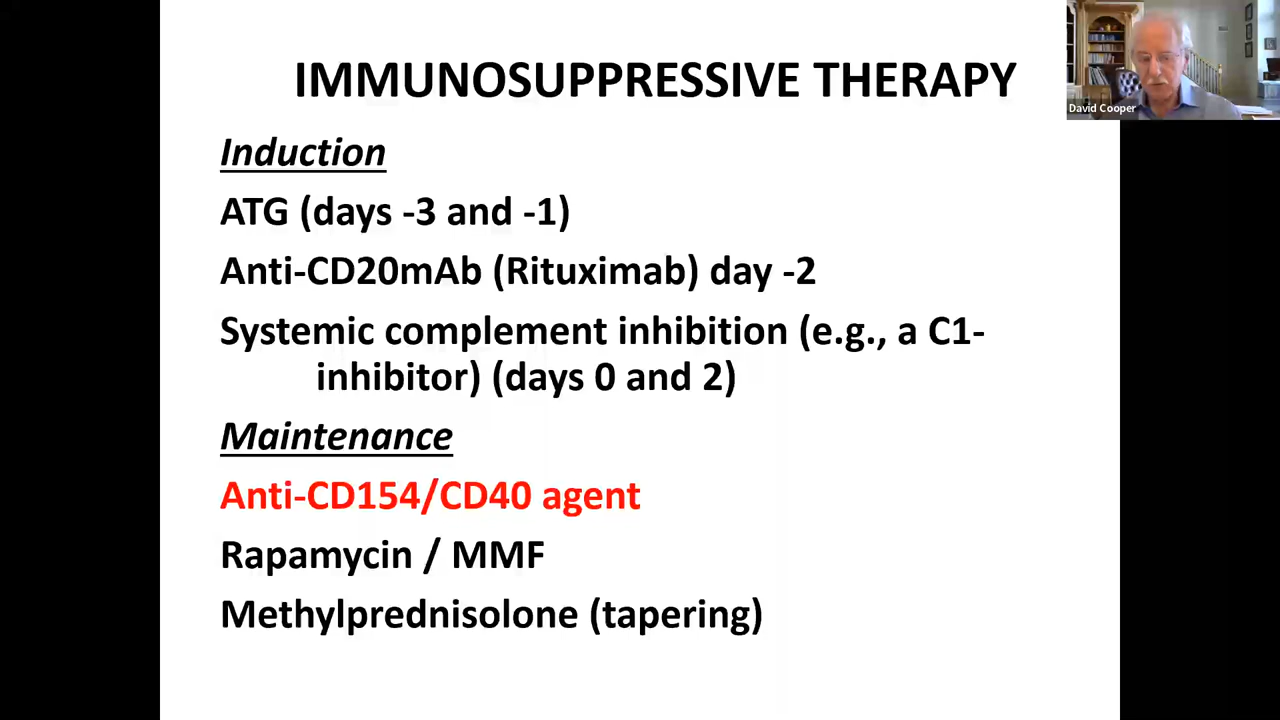 IMMUNOSUPPRESSIVE THERAPY
David Cooper
Induction
ATG (days -3 and -1)
Anti-CD20mAb (Rituximab) day -2
Systemic complement inhibition (e.g., a C1-
inhibitor) (days 0 and 2)
Maintenance
Anti-CD154/CD40 agent
Rapamycin / MMF
Methylprednisolone (tapering)